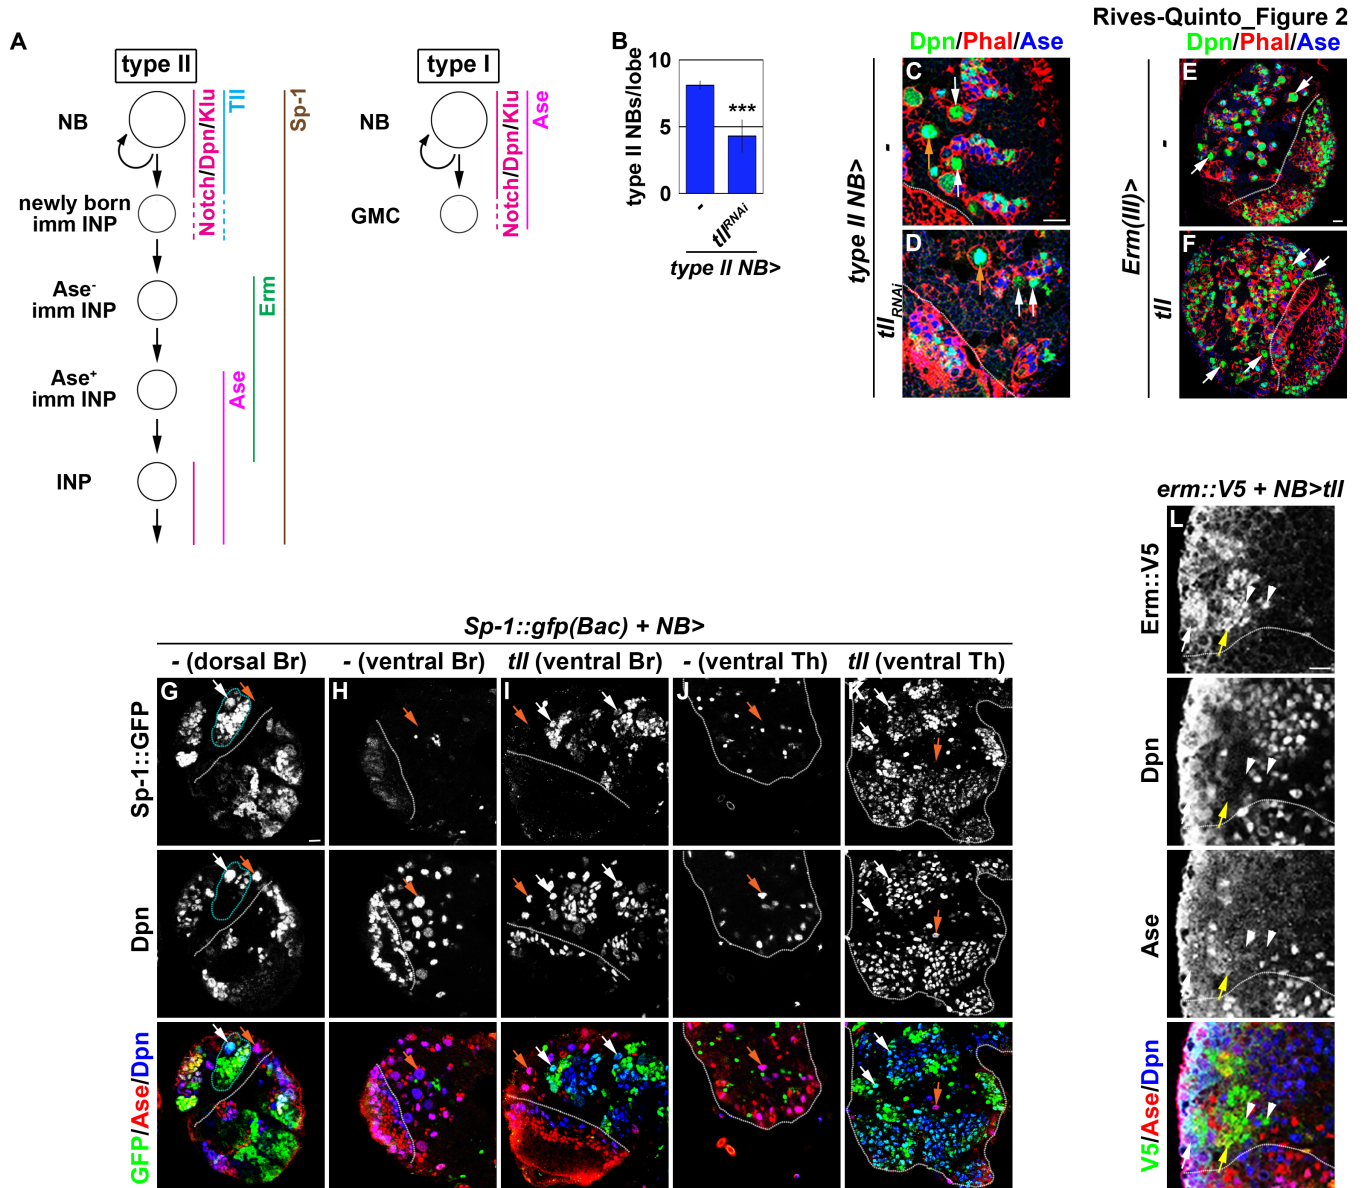 Rives-Quinto_Figure 2
A
type II
type I
NB
newly born
imm INP
Ase-
imm INP
Ase+
imm INP
INP
Notch/Dpn/Klu
Tll
Sp-1
Erm
Ase
NB
GMC
Notch/Dpn/Klu
Ase
B
type II NBs/lobe
10
5
0
***
-
tllRNAi
type II NB>
Dpn/Phal/Ase
type II NB>
-
tllRNAi
C
D
Dpn/Phal/Ase
Erm(III)>
-
tll
E
F
Sp-1::gfp(Bac) + NB>
- (dorsal Br)
- (ventral Br)
tll (ventral Br)
- (ventral Th)
tll (ventral Th)
G
H
I
J
K
Sp-1::GFP
Dpn
GFP/Ase/Dpn
erm::V5 + NB>tll
L
Erm::V5
Dpn
Ase
V5/Ase/Dpn